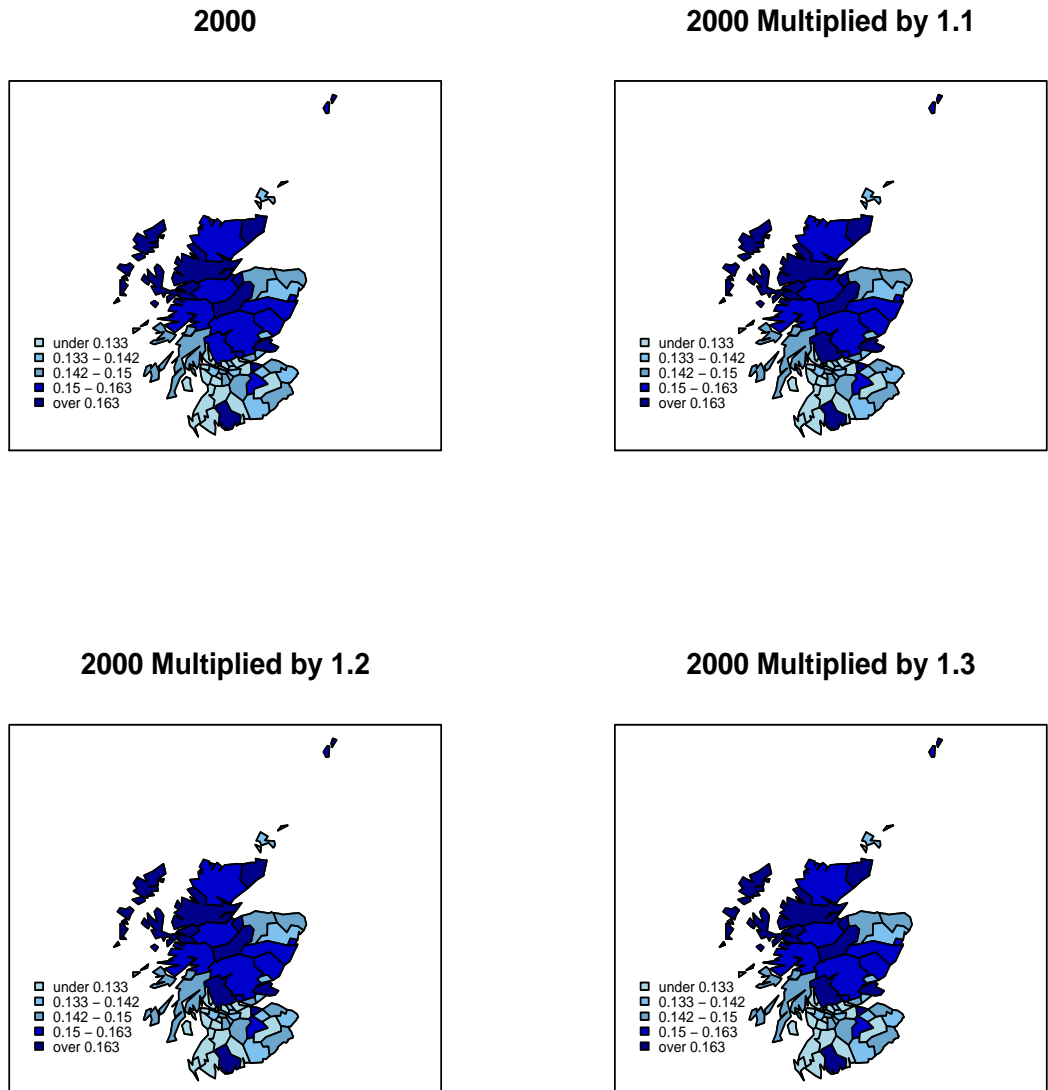 2000
under 0.133
0.133 − 0.142
0.142 − 0.15
0.15 − 0.163
over 0.163
2000 Multiplied by 1.1
under 0.133
0.133 − 0.142
0.142 − 0.15
0.15 − 0.163
over 0.163
2000 Multiplied by 1.2
under 0.133
0.133 − 0.142
0.142 − 0.15
0.15 − 0.163
over 0.163
2000 Multiplied by 1.3
under 0.133
0.133 − 0.142
0.142 − 0.15
0.15 − 0.163
over 0.163